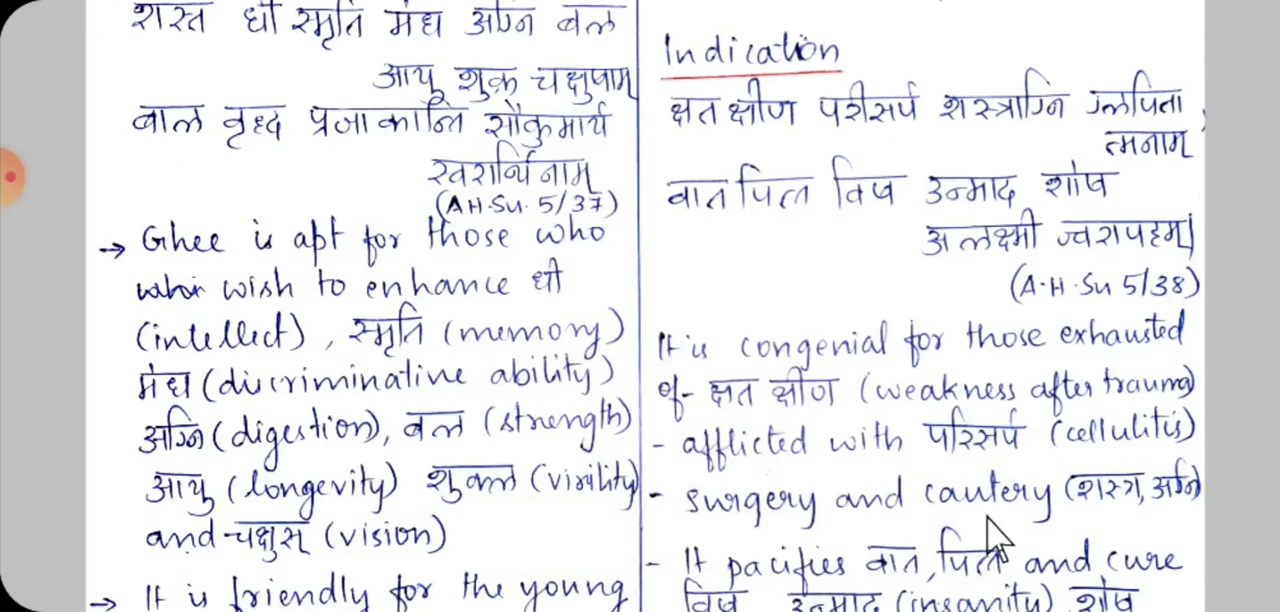 शस्त धी स्मृति मेध अग्नि बल
आयु शुक्र चक्षुषाम्
बाल वृध्द प्रजाकान्ति सौकुमार्य
स्वरार्थिनाम्
(AH.Su. 5/37)
→ Ghee is apt for those who
wish to enhance धी
(intellect), स्मृति (memory)
मेध (discriminative ability)
अग्नि (digestion), बल (strength)
आयु (longevity) शुक्ल (virility)
and चक्षुस् (vision)
→ It is friendly for the young
Indication
क्षत क्षीण परीसर्प शस्त्राग्नि ग्लपिता
त्मनाम्
वात पित्त विष उन्माद शोष
अलक्ष्मी ज्वरापहम्|
(A.H.Su 5/38)
It is congenial for those exhausted
of- क्षत क्षीण (weakness after trauma)
- afflicted with परिसर्प (cellulitis)
- surgery and cautery (शस्त्र, अग्नि)
- It pacifies वात, पित्त and cure
विष उन्माद (insanity) शोष